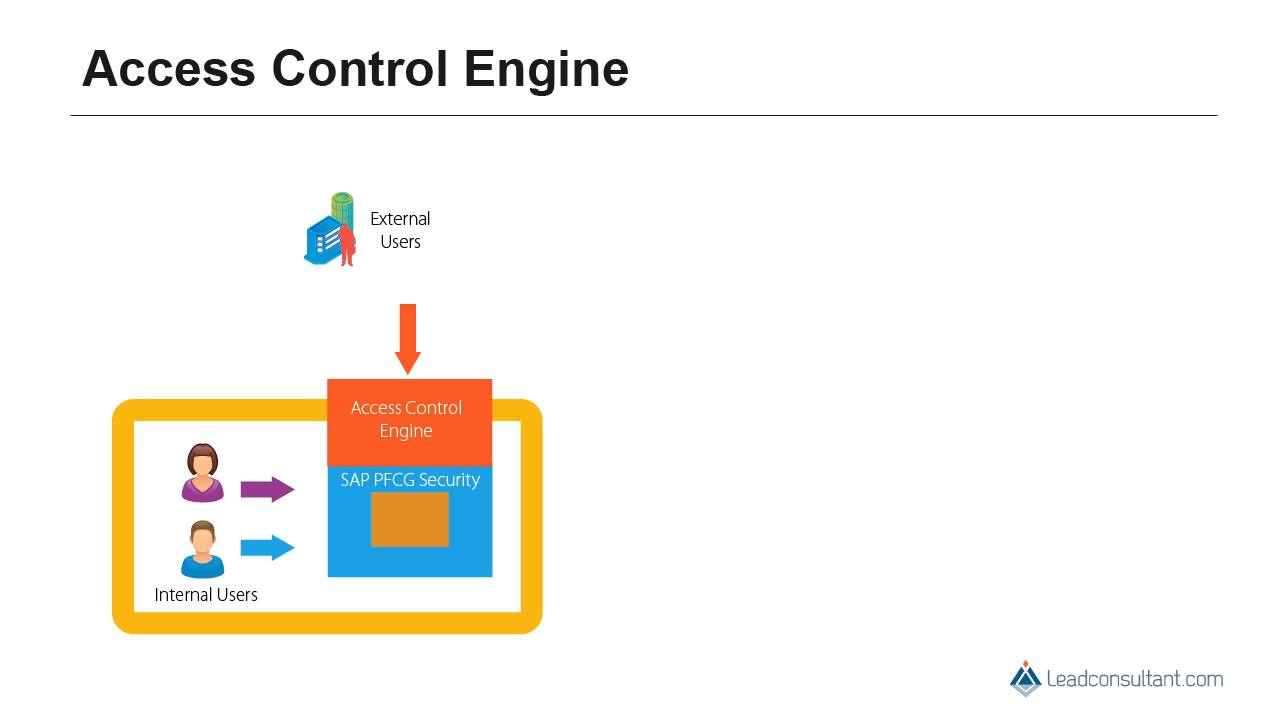 Access Control Engine
External
Users
Access Control
Engine
SAP PFCG Security
Internal Users
Leadconsultant.com